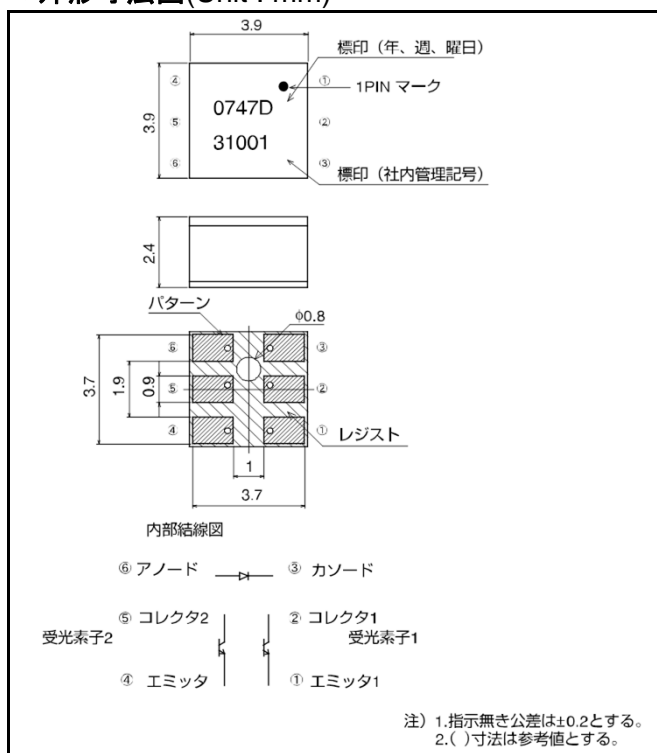 外形寸法図(Unit : mm)
3.9
標印（年、週、曜日）
④
①
1PIN マーク
0747D
3.9
⑤
②
31001
⑥
③
標印（社内管理記号）
2.4
パターン
φ0.8
⑥
③
3.7
1.9
0.9
⑤
②
④
①
レジスト
1
3.7
内部結線図
⑥ アノード
③ カソード
⑤ コレクタ2
② コレクタ1
受光素子2
受光素子1
④ エミッタ
① エミッタ1
注）1.指示無き公差は±0.2とする。
2.( ) 寸法は参考値とする。